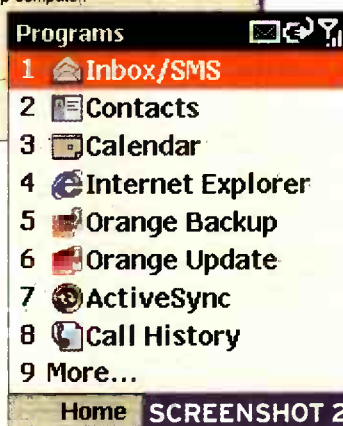 Programs
1 Inbox/SMS
2 Contacts
3 Calendar
4 Internet Explorer
5 Orange Backup
6 Orange Update
7 ActiveSync
8 Call History
9 More...
Home SCREENSHOT 2